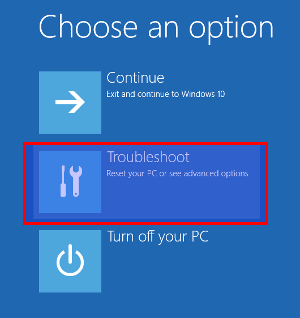 Choose an option
Continue
Exit and continue to Windows 10
Troubleshoot
Reset your PC or see advanced options
Turn off your PC